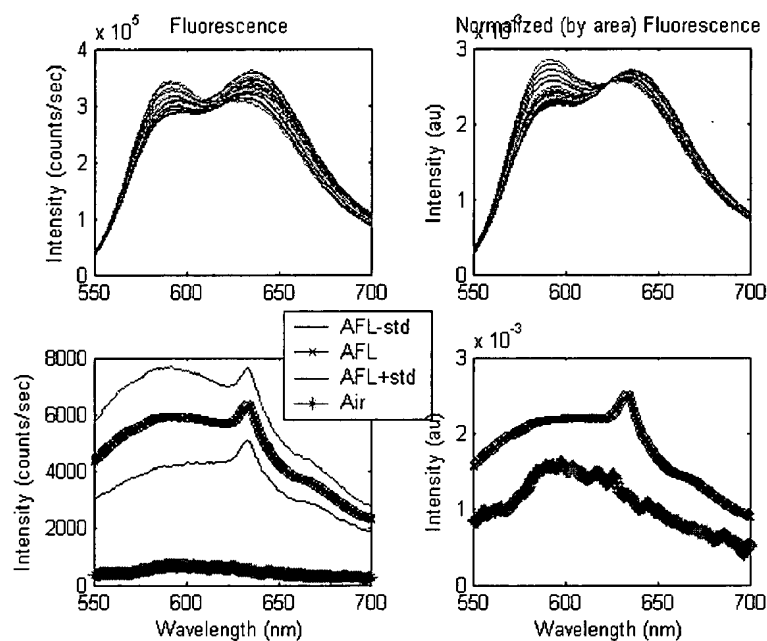 Fluorescence
Normalized (by area) Fluorescence
x 10^5
x 10^-3
4
3
2
1
0
Intensity (counts/sec)
550 600 650 700
3
2
1
0
Intensity (au)
550 600 650 700
AFL-std
AFL
AFL+std
Air
8000
6000
4000
2000
0
Intensity (counts/sec)
550 600 650 700
Wavelength (nm)
x 10^-3
3
2
1
0
Intensity (au)
550 600 650 700
Wavelength (nm)